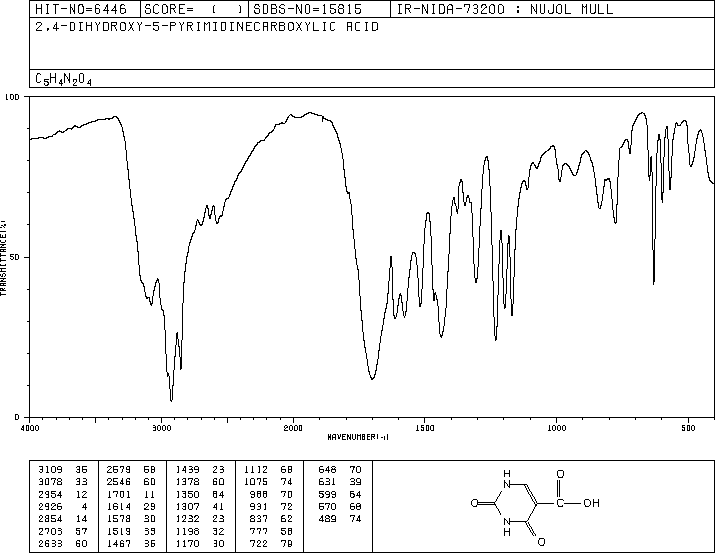 HIT-NO=6446 SCORE= ( ) SDBS-NO=15815 IR-NIDA-73200 : NUJOL MULL
2,4-DIHYDROXY-5-PYRIMIDINECARBOXYLIC ACID
C5H4N2O4
100
50
0
TRANSMITTANCE(%)
4000 3000 2000 1500 1000 500
WAVENUMBER(-1)
3109 36 2579 58 1439 23 1112 68 648 70
3078 33 2546 60 1378 60 1075 74 631 39
2954 12 1701 11 1350 64 988 70 599 64
2926 4 1614 29 1307 41 931 72 570 68
2854 14 1578 30 1232 23 837 62 489 74
2703 57 1519 33 1198 32 777 58
2633 60 1467 35 1170 30 722 79
H
N
O
N
H
O
O
C
OH